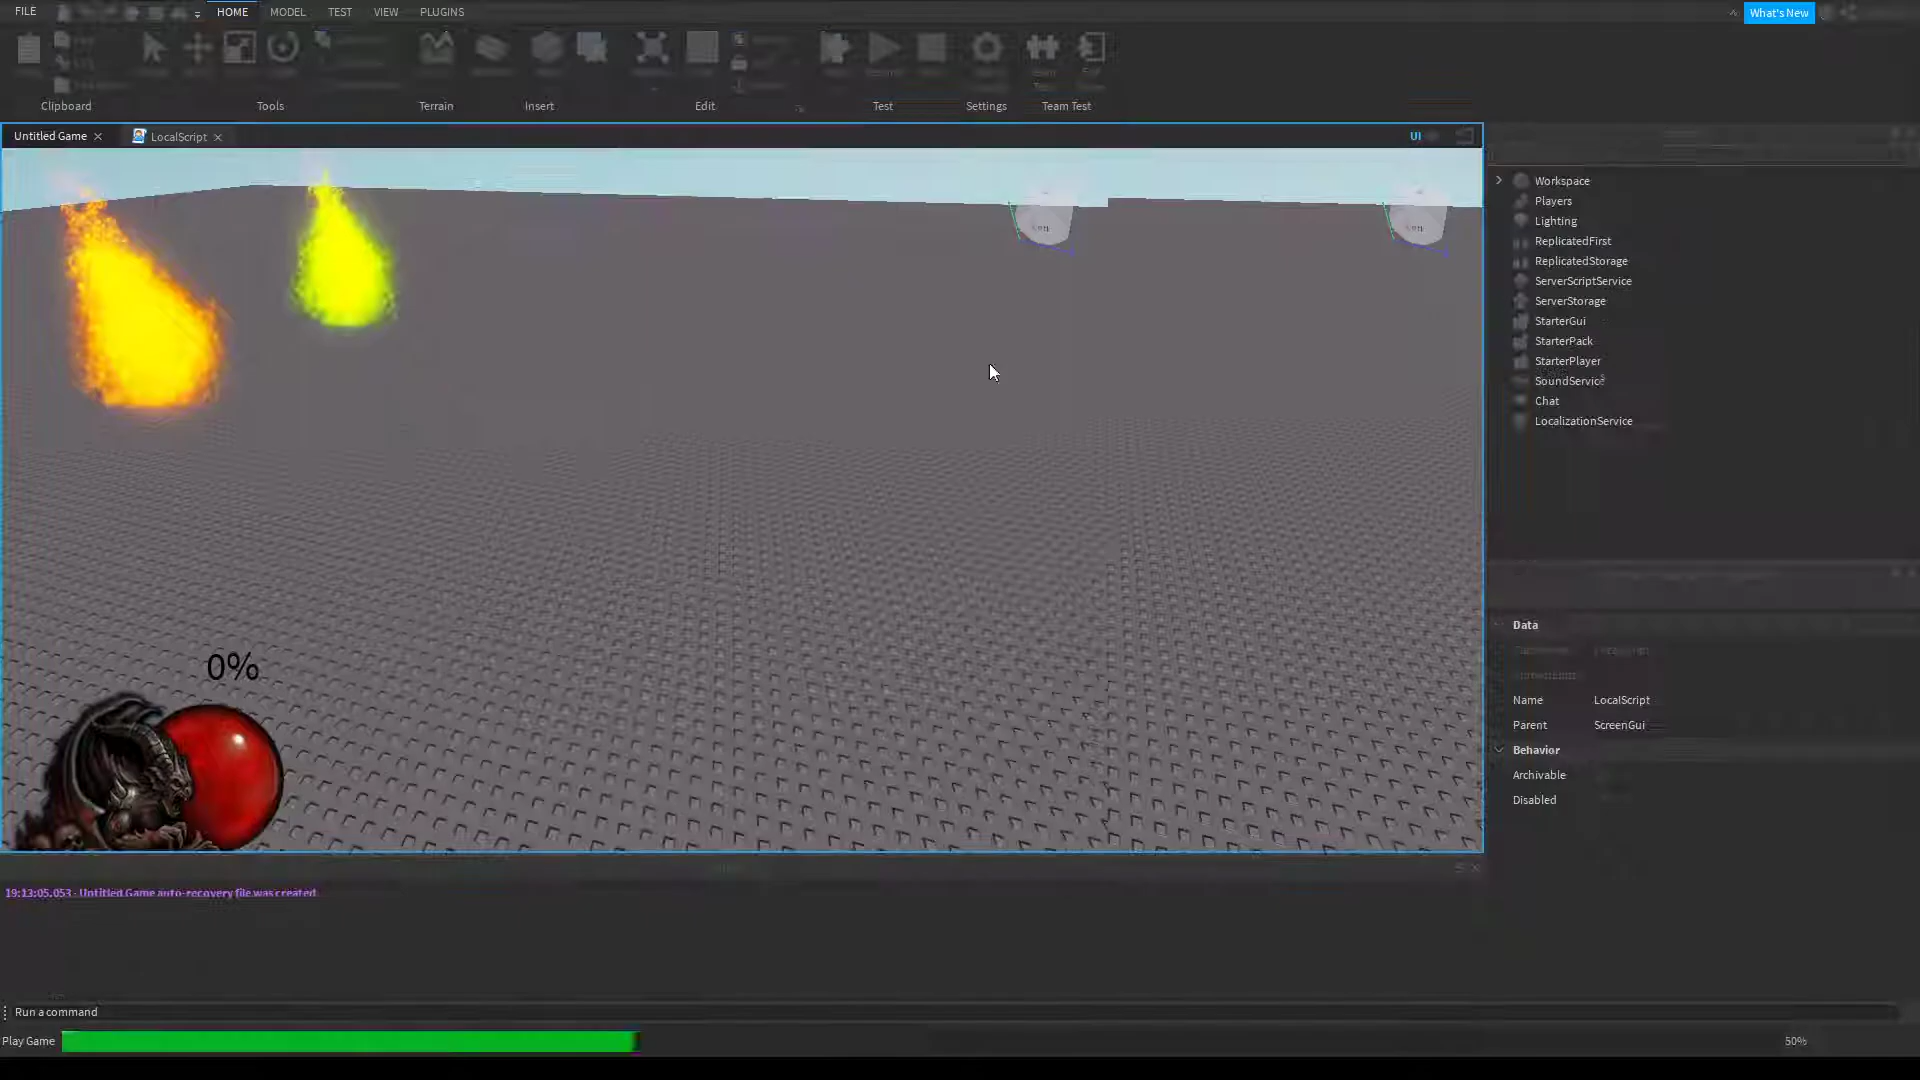 FILE
HOME
MODEL
TEST
VIEW
PLUGINS
What's New
Clipboard
Tools
Terrain
Insert
Edit
Test
Settings
Team Test
Untitled Game
LocalScript
UI
Workspace
Players
Lighting
ReplicatedFirst
ReplicatedStorage
ServerScriptService
ServerStorage
StarterGui
StarterPack
StarterPlayer
SoundService
Chat
LocalizationService
0%
Data
Name LocalScript
Parent ScreenGui
Behavior
Archivable
Disabled
19:13:05.053 - Untitled Game auto-recovery file was created
Run a command
Play Game
50%